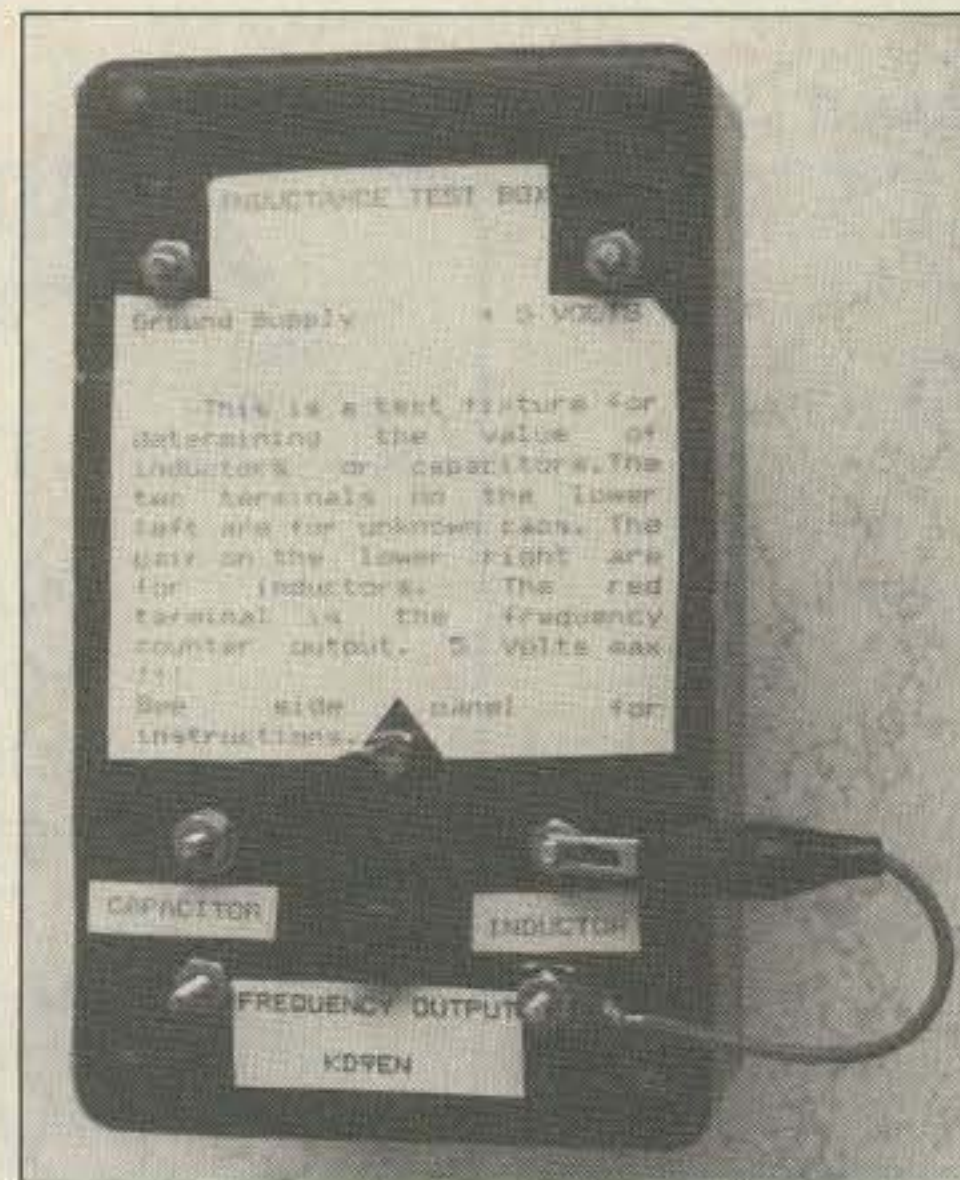 INDUCTANCE TEST BOX
Ground Supply + 5 VOLTS
This is a test fixture for
determining the value of
inductors or capacitors.The
two terminals on the lower
left are for unknown caps. The
pair on the lower right are
for inductors. The red
terminal is the frequency
counter output. 5 Volts max
!!!
See side panel for
instructions.
CAPACITOR
INDUCTOR
FREQUENCY OUTPUT
KD9EN